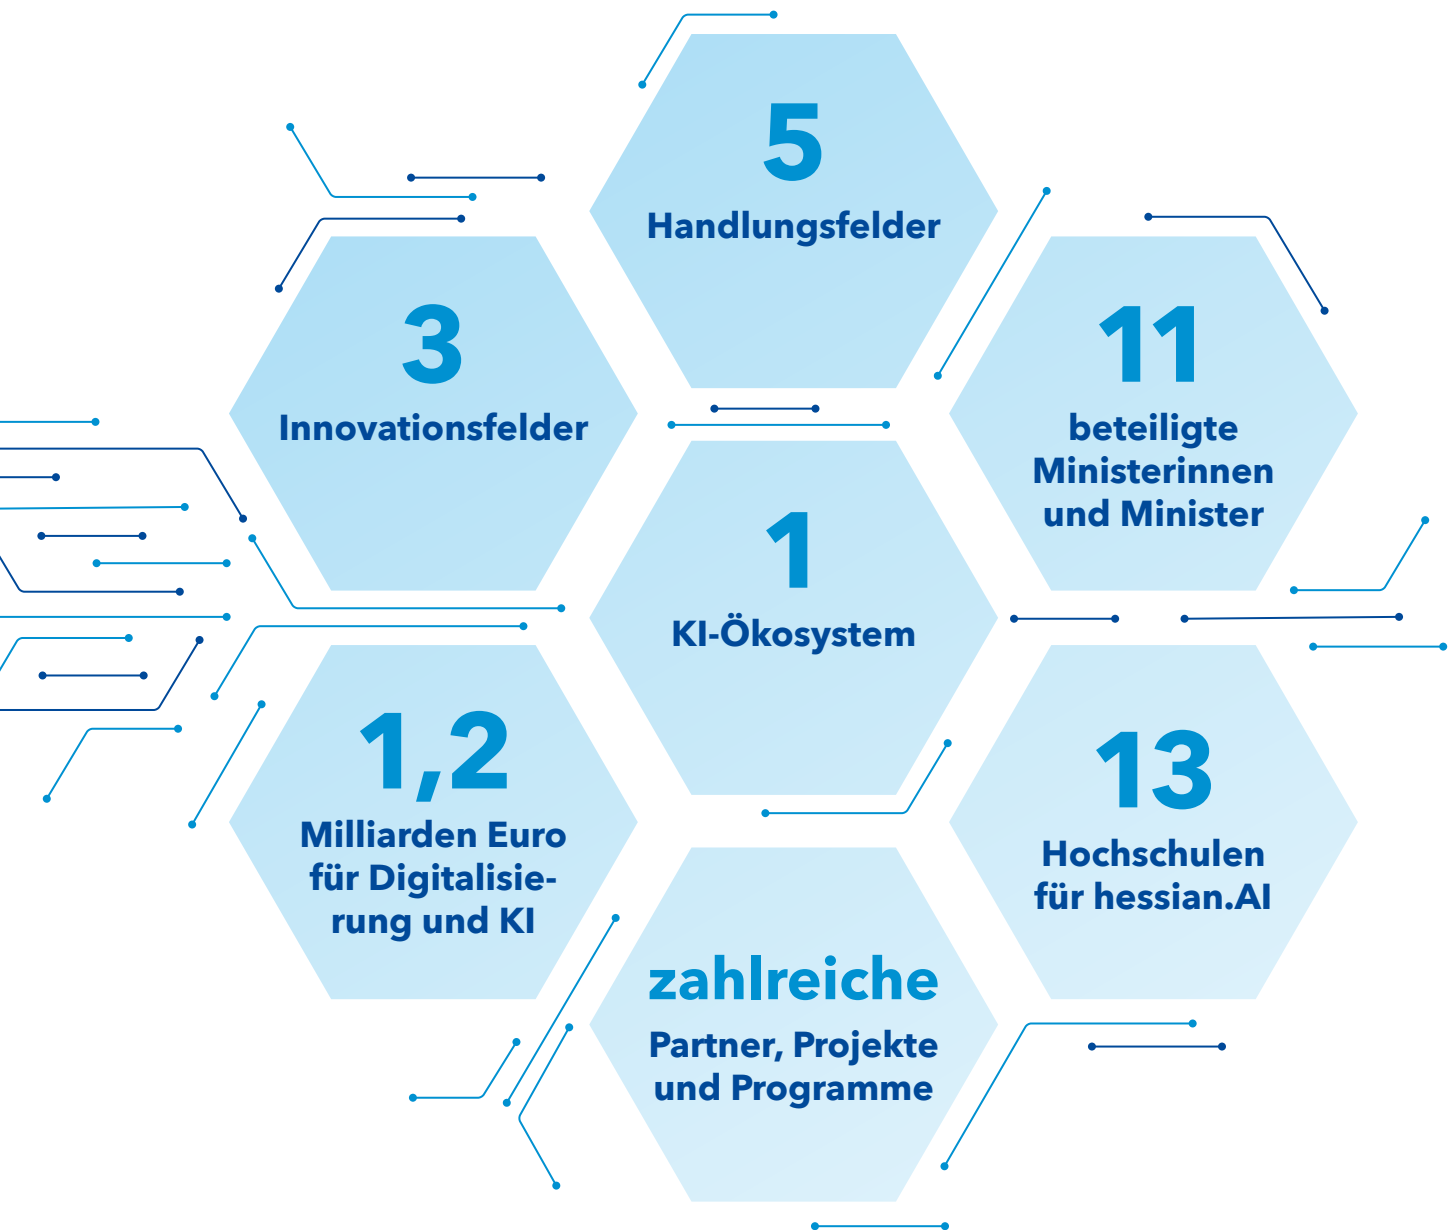 5
Handlungsfelder
3
Innovationsfelder
11
beteiligte
Ministerinnen
und Minister
1
KI-Ökosystem
1,2
Milliarden Euro
für Digitalisie-
rung und KI
13
Hochschulen
für hessian.AI
zahlreiche
Partner, Projekte
und Programme